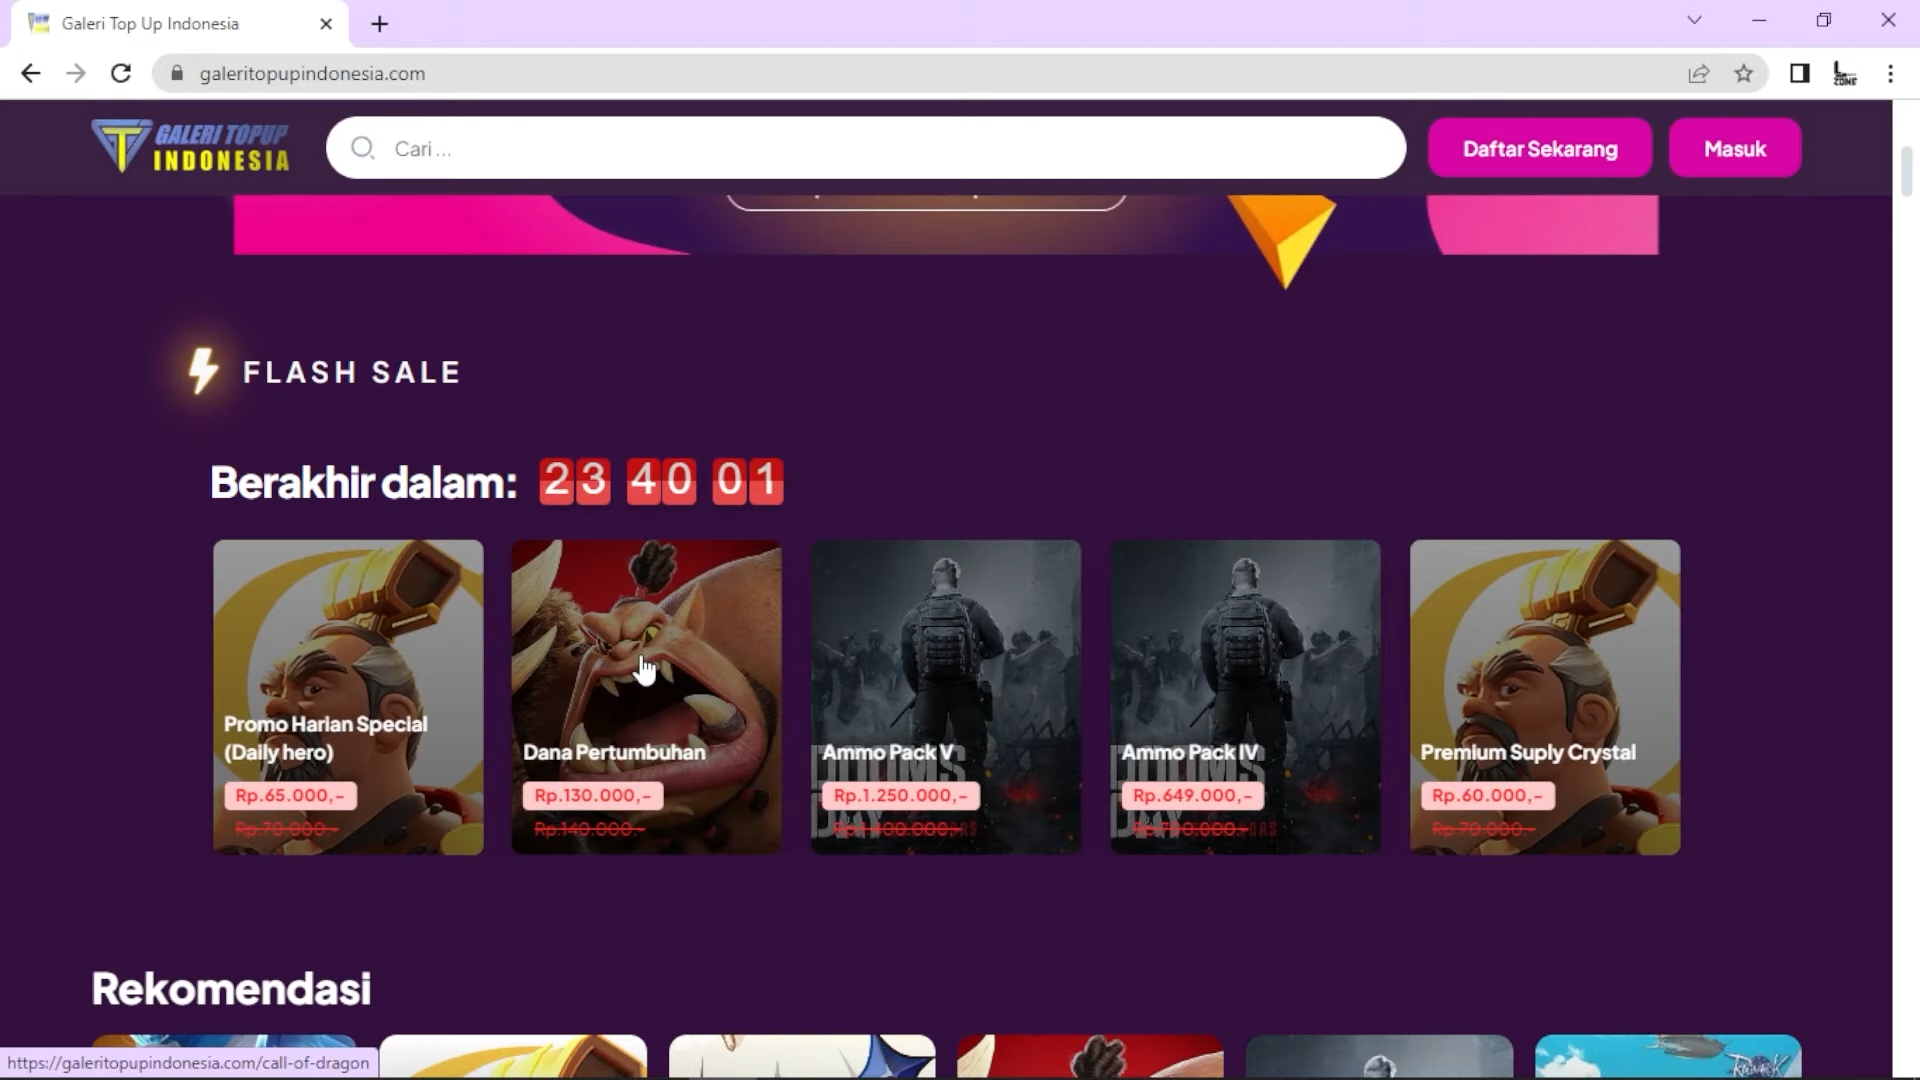 Galeri Top Up Indonesia
galeritopupindonesia.com
GALERI TOPUP
INDONESIA
Cari ...
Daftar Sekarang
Masuk
FLASH SALE
Berakhir dalam: 23 40 01
Promo Harian Special
(Daily hero)
Rp.65.000,-
Rp.70.000.-
Dana Pertumbuhan
Rp.130.000,-
Rp.140.000.-
Ammo Pack V
Rp.1.250.000,-
Ammo Pack IV
Rp.649.000,-
Premium Suply Crystal
Rp.60.000,-
Rp.70.000.-
Rekomendasi
https://galeritopupindonesia.com/call-of-dragon